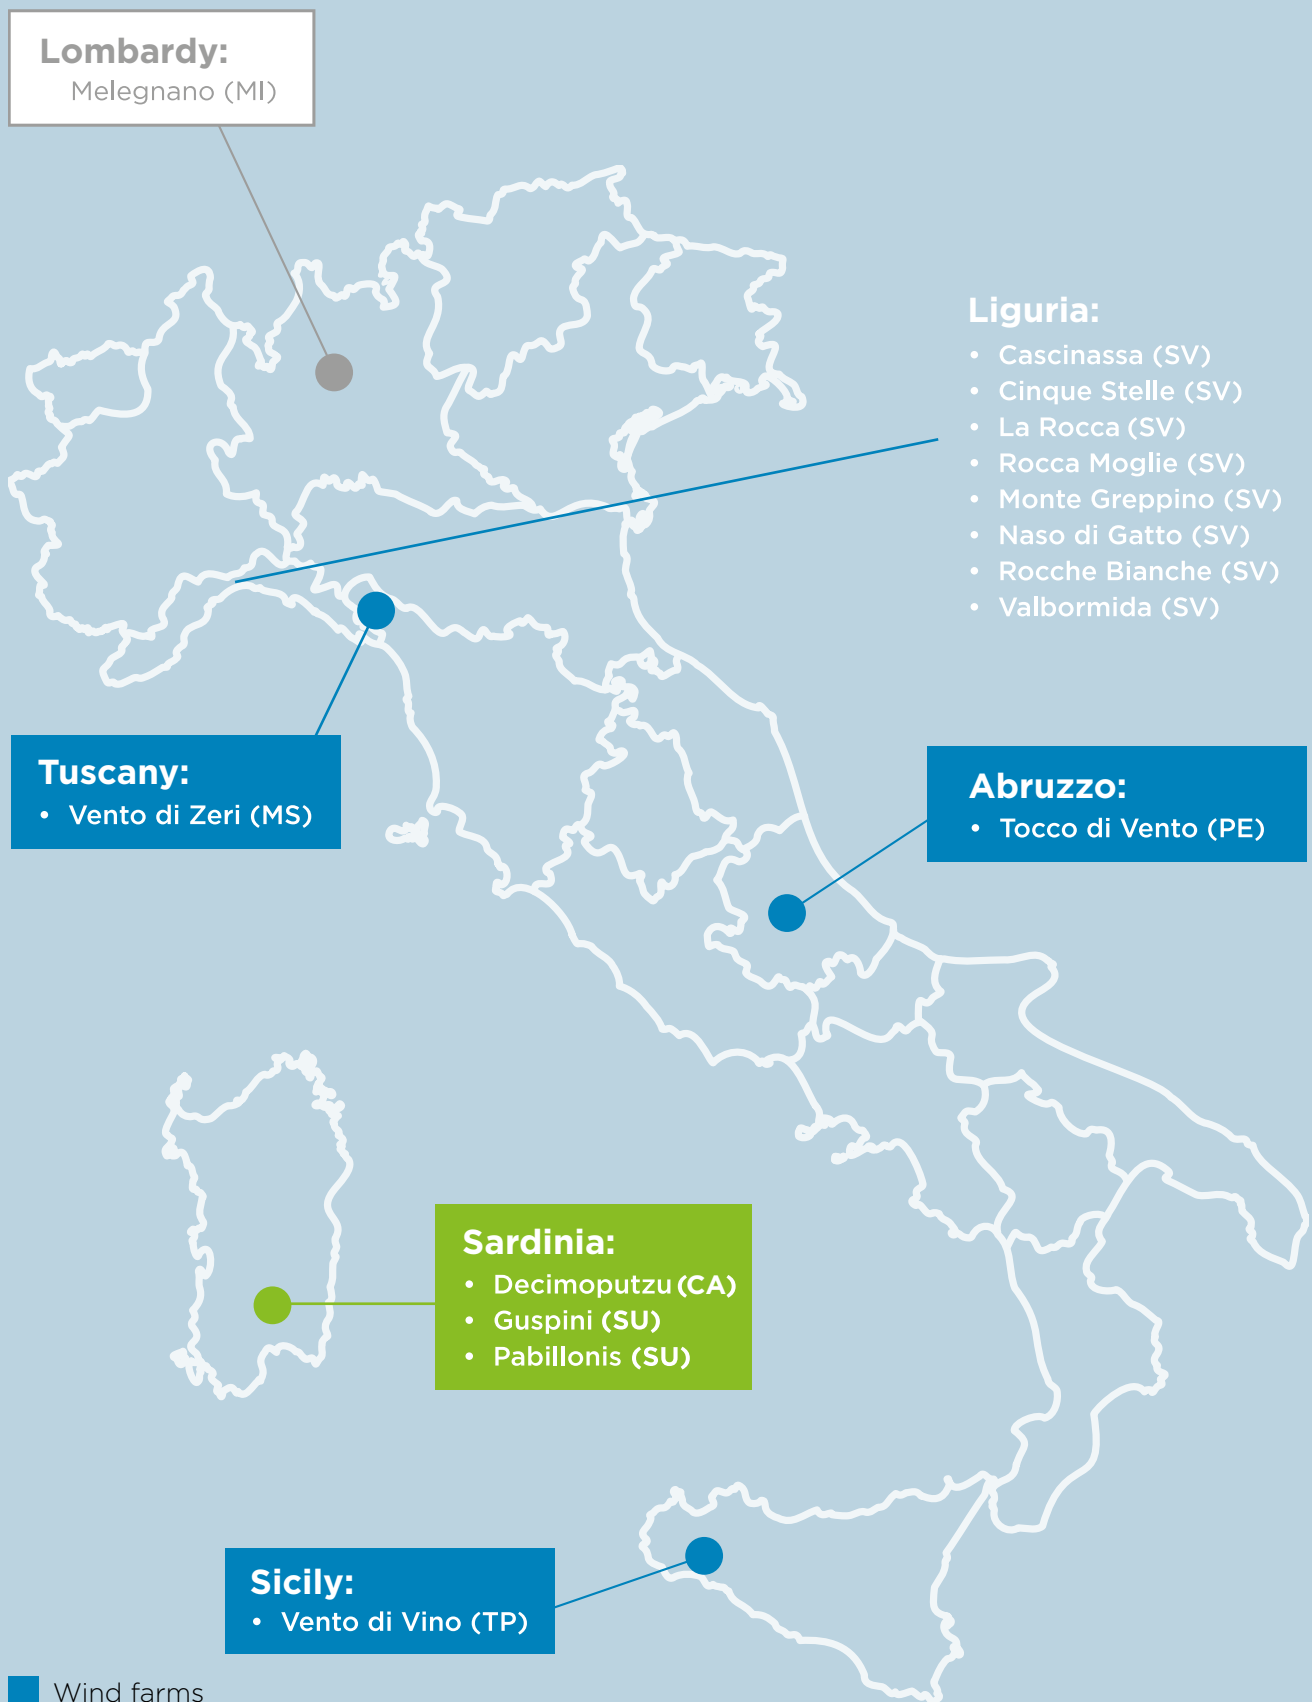 Lombardy:
Melegnano (MI)
Liguria:
• Cascinassa (SV)
• Cinque Stelle (SV)
• La Rocca (SV)
• Rocca Moglie (SV)
• Monte Greppino (SV)
• Naso di Gatto (SV)
• Rocche Bianche (SV)
• Valbormida (SV)
Tuscany:
• Vento di Zeri (MS)
Abruzzo:
• Tocco di Vento (PE)
Sardinia:
• Decimoputzu (CA)
• Guspini (SU)
• Pabillonis (SU)
Sicily:
• Vento di Vino (TP)
Wind farms